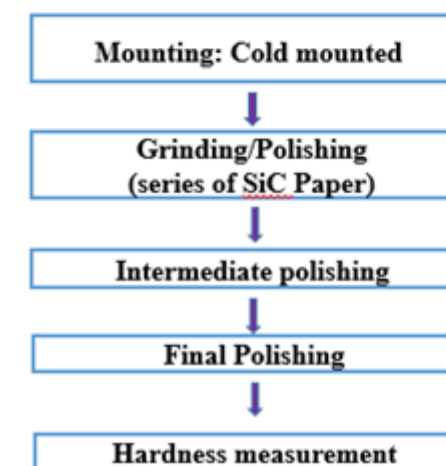 Mounting: Cold mounted
Grinding/Polishing
(series of SiC Paper)
Intermediate polishing
Final Polishing
Hardness measurement